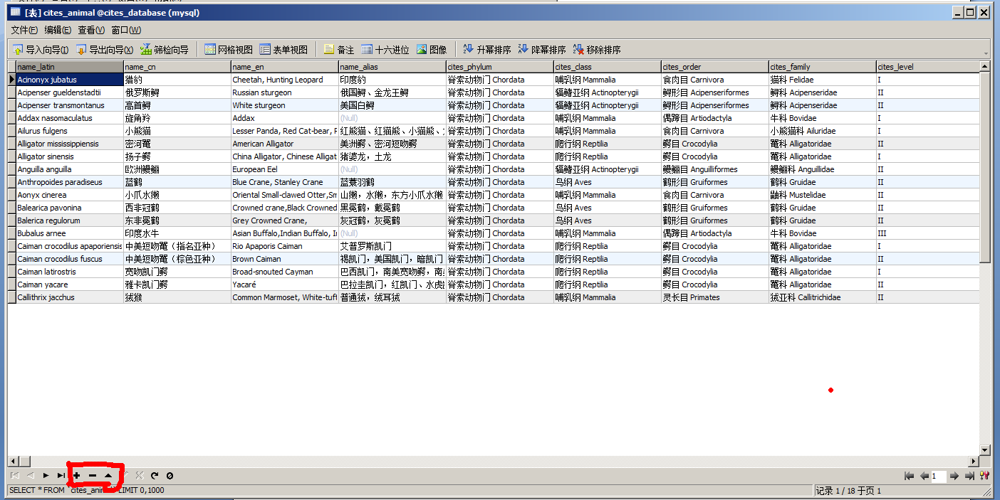 [表] cites_animal @cites_database (mysql)
文件(F) 编辑(E) 查看(V) 窗口(W)
导入向导(I) 导出向导(X) 筛检向导 网格视图 表单视图 备注 十六进位 图像 升幂排序 降幂排序 移除排序
name_latin name_cn name_en name_alias cites_phylum cites_class cites_order cites_family cites_level
Acinonyx jubatus 猎豹 Cheetah, Hunting Leopard 印度豹 脊索动物门 Chordata 哺乳纲 Mammalia 食肉目 Carnivora 猫科 Felidae I
Acipenser gueldenstadtii 俄罗斯鲟 Russian sturgeon 俄国鲟、金龙王鲟 脊索动物门 Chordata 辐鳍亚纲 Actinopterygii 鲟形目 Acipenseriformes 鲟科 Acipenseridae II
Acipenser transmontanus 高首鲟 White sturgeon 美国白鲟 脊索动物门 Chordata 辐鳍亚纲 Actinopterygii 鲟形目 Acipenseriformes 鲟科 Acipenseridae II
Addax nasomaculatus 旋角羚 Addax (Null) 脊索动物门 Chordata 哺乳纲 Mammalia 偶蹄目 Artiodactyla 牛科 Bovidae I
Ailurus fulgens 小熊猫 Lesser Panda, Red Cat-bear, 红熊猫、红猫熊、小猫熊、 脊索动物门 Chordata 哺乳纲 Mammalia 食肉目 Carnivora 小熊猫科 Ailuridae I
Alligator mississippiensis 密河鼍 American Alligator 美洲鳄、密河短吻鳄 脊索动物门 Chordata 爬行纲 Reptilia 鳄目 Crocodylia 鼍科 Alligatoridae II
Alligator sinensis 扬子鳄 China Alligator, Chinese Alligat 猪婆龙，土龙 脊索动物门 Chordata 爬行纲 Reptilia 鳄目 Crocodylia 鼍科 Alligatoridae I
Anguilla anguilla 欧洲鳗鲡 European Eel (Null) 脊索动物门 Chordata 辐鳍亚纲 Actinopterygii 鳗鲡目 Anguilliformes 鳗鲡科 Anguillidae II
Anthropoides paradiseus 蓝鹤 Blue Crane, Stanley Crane 蓝蓑羽鹤 脊索动物门 Chordata 鸟纲 Aves 鹤形目 Gruiformes 鹤科 Gruidae II
Aonyx cinerea 小爪水獭 Oriental Small-clawed Otter,Sm 山獭，水獭，东方小爪水獭 脊索动物门 Chordata 哺乳纲 Mammalia 食肉目 Carnivora 鼬科 Mustelidae II
Balearica pavonina 西非冠鹤 Crowned crane,Black Crowned 黑冕鹤，戴冕鹤 脊索动物门 Chordata 鸟纲 Aves 鹤形目 Gruiformes 鹤科 Gruidae II
Balerica regulorum 东非冕鹤 Grey Crowned Crane, 灰冠鹤，灰冕鹤 脊索动物门 Chordata 鸟纲 Aves 鹤形目 Gruiformes 鹤科 Gruidae II
Bubalus arnee 印度水牛 Asian Buffalo,Indian Buffalo, (Null) 脊索动物门 Chordata 哺乳纲 Mammalia 偶蹄目 Artiodactyla 牛科 Bovidae III
Caiman crocodilus apaporiensis 中美短吻鼍（指名亚种） Rio Apaporis Caiman 艾普罗斯凯门 脊索动物门 Chordata 爬行纲 Reptilia 鳄目 Crocodylia 鼍科 Alligatoridae I
Caiman crocodilus fuscus 中美短吻鼍（棕色亚种） Brown Caiman 褐凯门，美国凯门，暗凯门 脊索动物门 Chordata 爬行纲 Reptilia 鳄目 Crocodylia 鼍科 Alligatoridae II
Caiman latirostris 宽吻凯门鳄 Broad-snouted Cayman 巴西凯门，南美宽吻鳄，南 脊索动物门 Chordata 爬行纲 Reptilia 鳄目 Crocodylia 鼍科 Alligatoridae I
Caiman yacare 雅卡凯门鳄 Yacaré 巴拉圭凯门，红凯门、水虎 脊索动物门 Chordata 爬行纲 Reptilia 鳄目 Crocodylia 鼍科 Alligatoridae II
Callithrix jacchus 狨猴 Common Marmoset, White-tuft 普通狨，绒耳狨 脊索动物门 Chordata 哺乳纲 Mammalia 灵长目 Primates 狨亚科 Callitrichidae II
1
SELECT * FROM `cites_ani LIMIT 0,1000 记录 1 / 18 于页 1